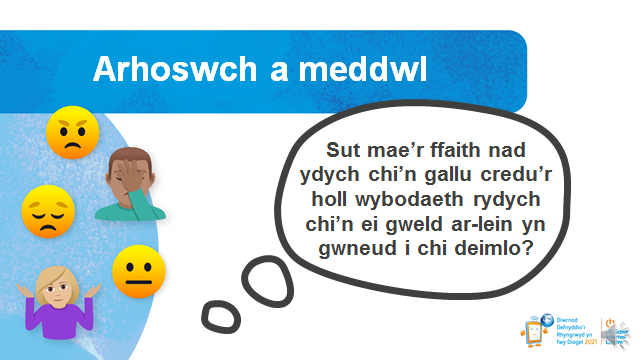 Arhoswch a meddwl
Sut mae'r ffaith nad
ydych chi'n gallu credu'r
holl wybodaeth rydych
chi'n ei gweld ar-lein yn
gwneud i chi deimlo?
Diwrnod
Defnyddio'r
Rhyngrwyd yn
fwy Diogel 2021